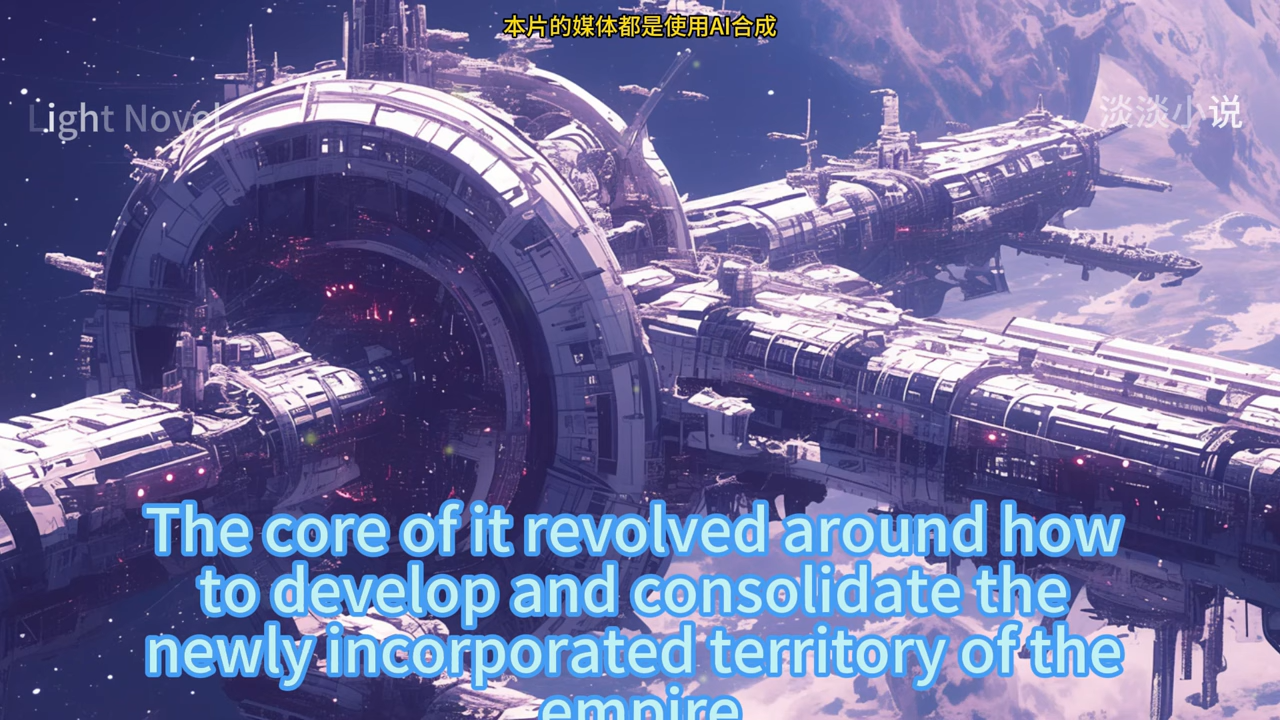 本片的媒体都是使用AI合成
Light Novel
淡淡小说
The core of it revolved around how
to develop and consolidate the
newly incorporated territory of the
empire